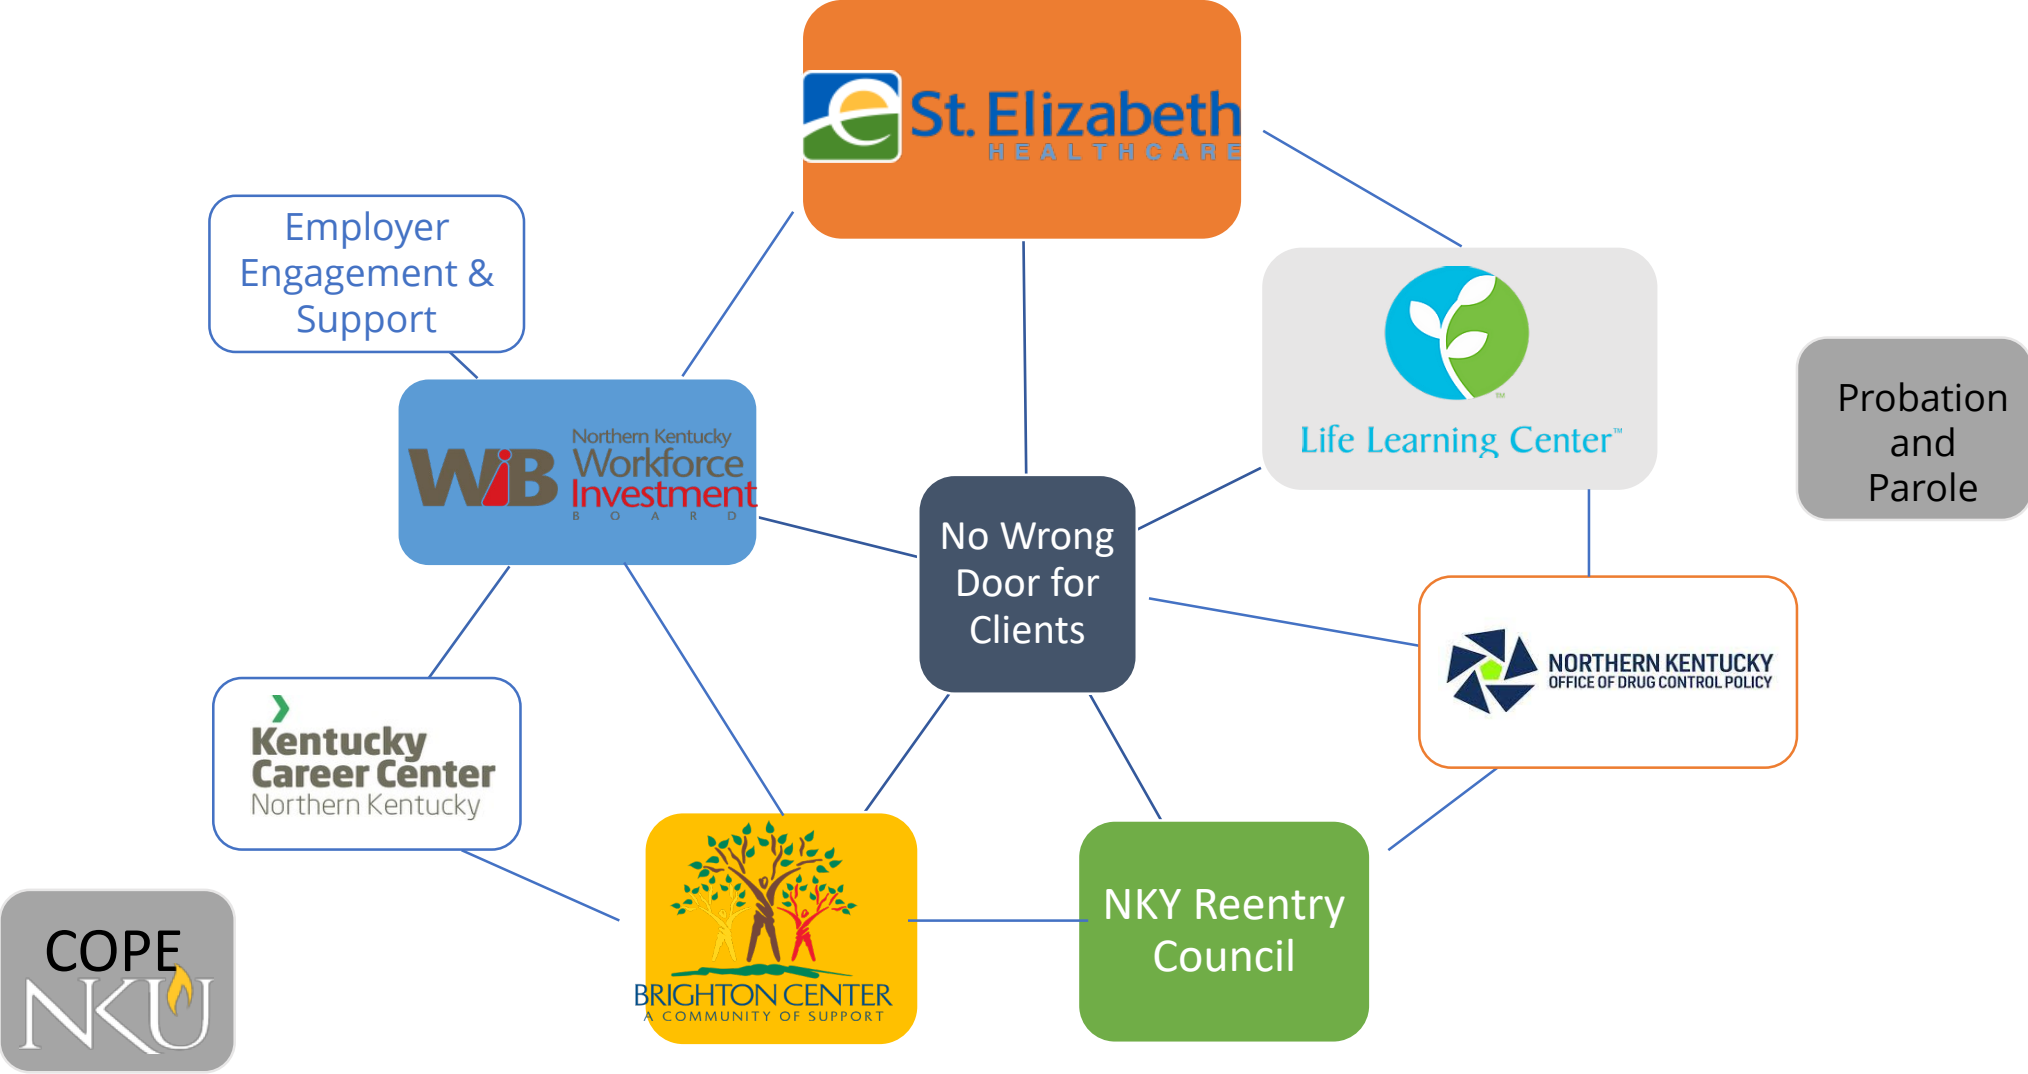 St. Elizabeth
HEALTHCARE
Employer
Engagement &
Support
Life Learning Center™
TM
Probation
and
Parole
WiB
Northern Kentucky
Workforce
Investment
BOARD
No Wrong
Door for
Clients
NORTHERN KENTUCKY
OFFICE OF DRUG CONTROL POLICY
Kentucky
Career Center
Northern Kentucky
BRIGHTON CENTER
A COMMUNITY OF SUPPORT
NKY Reentry
Council
COPE
NKU